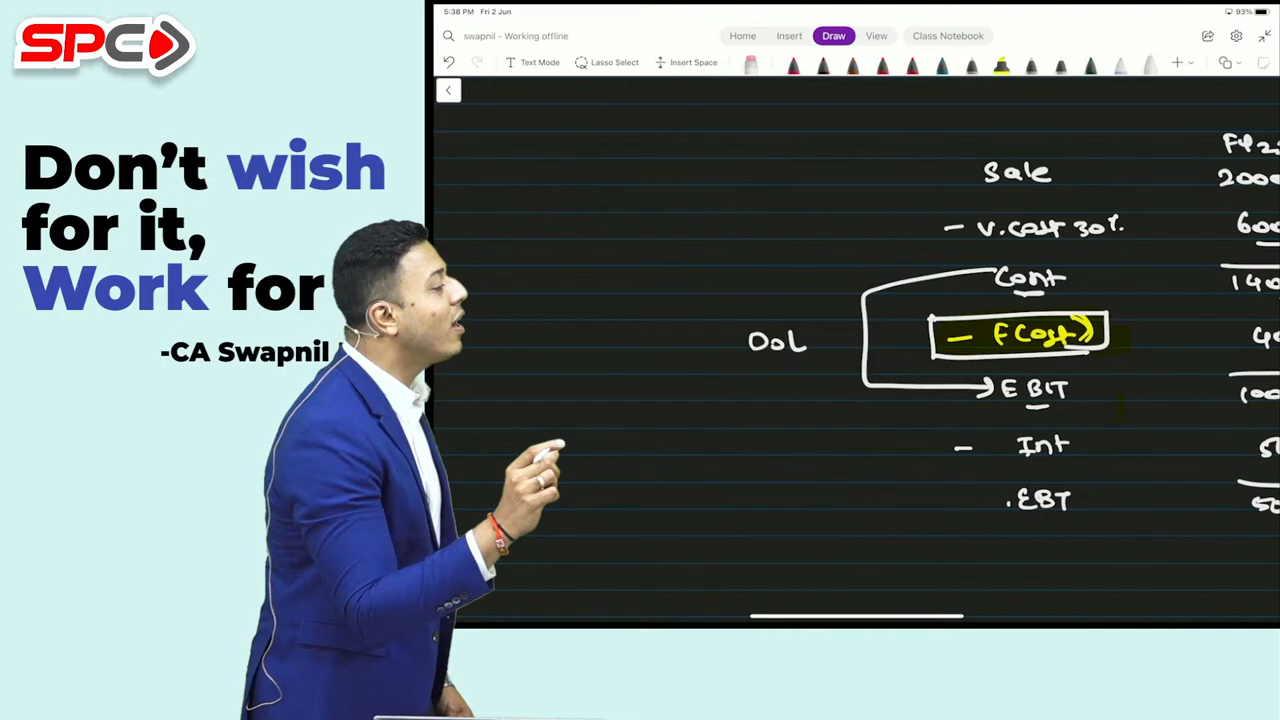 SPC
Don't wish
for it,
Work for
-CA Swapnil
5:38 PM Fri 2 Jun
93%
swapnil - Working offline
Home Insert Draw View Class Notebook
Text Mode Lasso Select Insert Space
Sale
- v.cost 30%
Cont
- F Cost
DOL
EBIT
- Int
.EBT